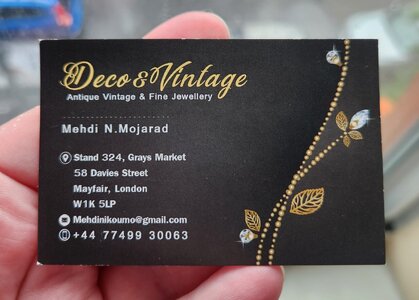 Deco & Vintage
Antique Vintage & Fine Jewellery
Mehdi N.Mojarad
Stand 324, Grays Market
58 Davies Street
Mayfair, London
W1K 5LP
Mehdinikoumo@gmail.com
+44 77499 30063